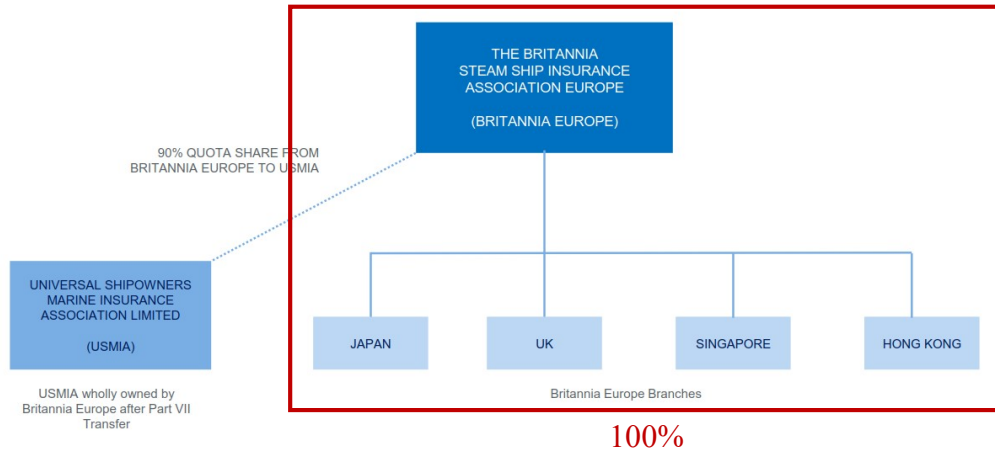 THE BRITANNIA
STEAM SHIP INSURANCE
ASSOCIATION EUROPE
(BRITANNIA EUROPE)
90% QUOTA SHARE FROM
BRITANNIA EUROPE TO USMIA
UNIVERSAL SHIPOWNERS
MARINE INSURANCE
ASSOCIATION LIMITED
(USMIA)
JAPAN
UK
SINGAPORE
HONG KONG
USMIA wholly owned by
Britannia Europe after Part VII
Transfer
Britannia Europe Branches
100%